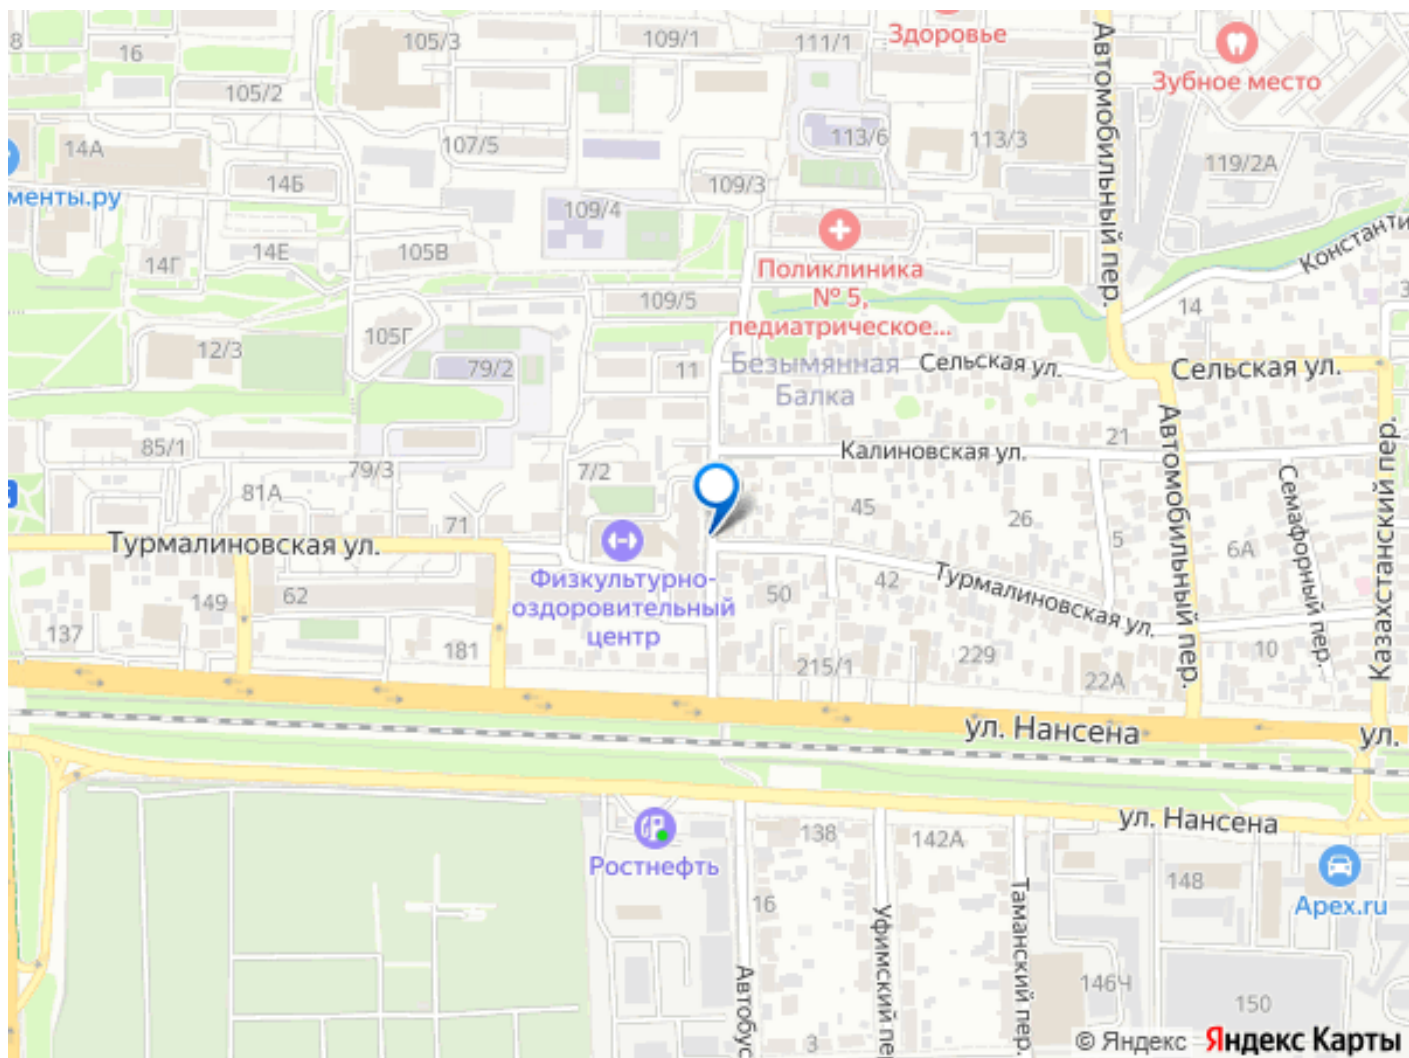 8
16
105/3
109/1
111/1
Здоровье
Автомобильный пер.
Зубное место
105/2
14А
107/5
113/6
113/3
119/2А
менты.ру
14Б
109/3
109/4
14Г
14Е
105В
Поликлиника
№ 5,
педиатрическое...
Константи
109/5
14
3
12/3
105Г
79/2
11
Безымянная
Балка
Сельская ул.
Сельская ул.
85/1
79/3
7/2
Калиновская ул.
21
Автомобильный пер.
Семафорный пер.
Казахстанский пер.
81А
71
45
26
5
6А
Турмалиновская ул.
Физкультурно-
оздоровительный
центр
50
42
Турмалиновская ул.
137
149
62
181
215/1
229
22А
10
ул. Нансена
ул.
ул. Нансена
Ростнефть
138
142А
148
Apex.ru
16
Автобус
Уфимский пер
Таманский пер.
146Ч
150
3
© Яндекс
Яндекс Карты